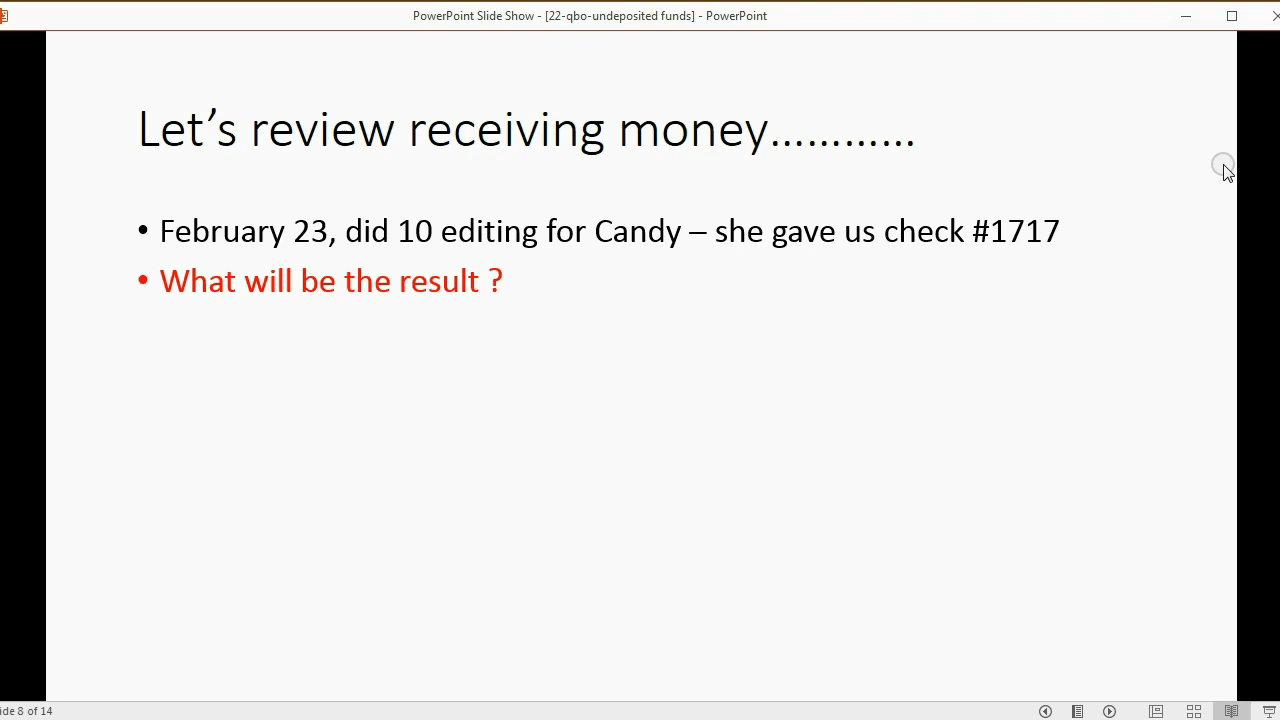 PowerPoint Slide Show - [22-qbo-undeposited funds] - PowerPoint
Let's review receiving money…………
• February 23, did 10 editing for Candy – she gave us check #1717
• What will be the result ?
ide 8 of 14